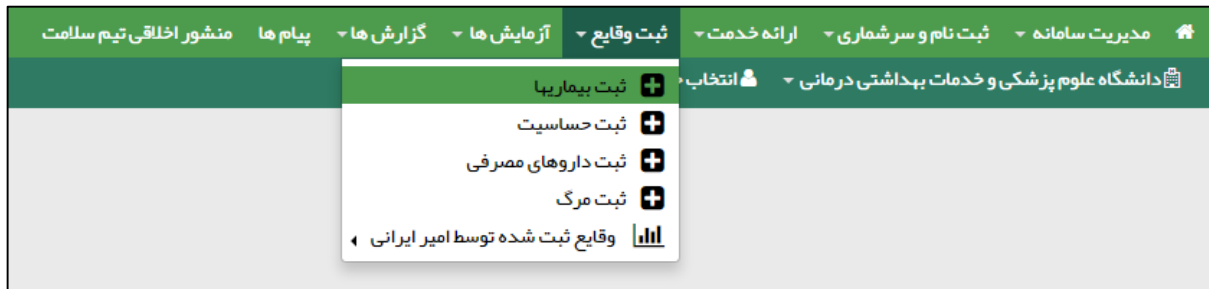 مدیریت سامانه ثبت نام و سرشماری ارائه خدمت ثبت وقایع آزمایش ها گزارش ها پیام ها منشور اخلاقی تیم سلامت
دانشگاه علوم پزشکی و خدمات بهداشتی درمانی انتخاب
ثبت بیماریها
ثبت حساسیت
ثبت داروهای مصرفی
ثبت مرگ
وقایع ثبت شده توسط امیر ایرانی